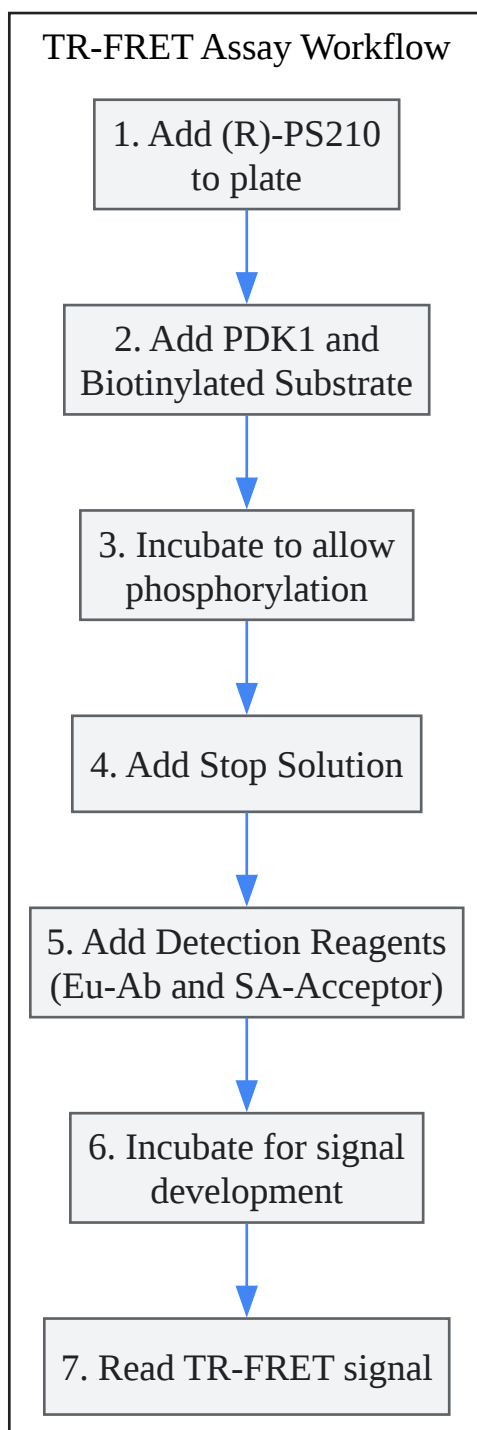 TR-FRET Assay Workflow
1. Add (R)-PS210
to plate
2. Add PDK1 and
Biotinylated Substrate
3. Incubate to allow
phosphorylation
4. Add Stop Solution
5. Add Detection Reagents
(Eu-Ab and SA-Acceptor)
6. Incubate for signal
development
7. Read TR-FRET signal